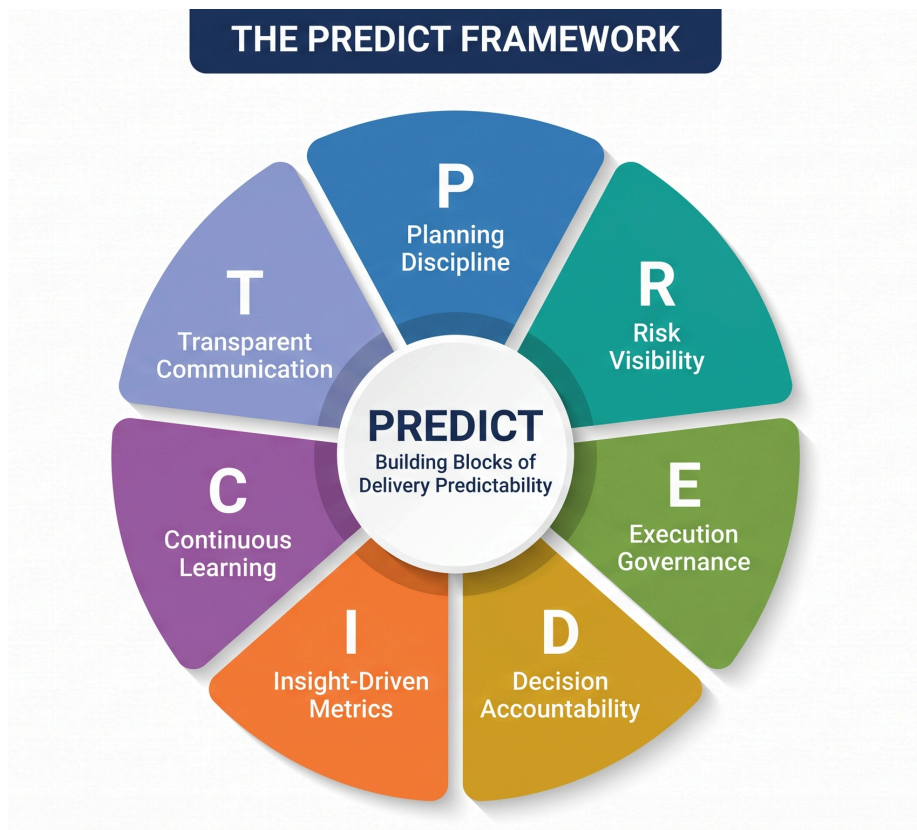 THE PREDICT FRAMEWORK
P
Planning
Discipline
R
Risk
Visibility
E
Execution
Governance
D
Decision
Accountability
I
Insight-Driven
Metrics
C
Continuous
Learning
T
Transparent
Communication
PREDICT
Building Blocks of
Delivery Predictability